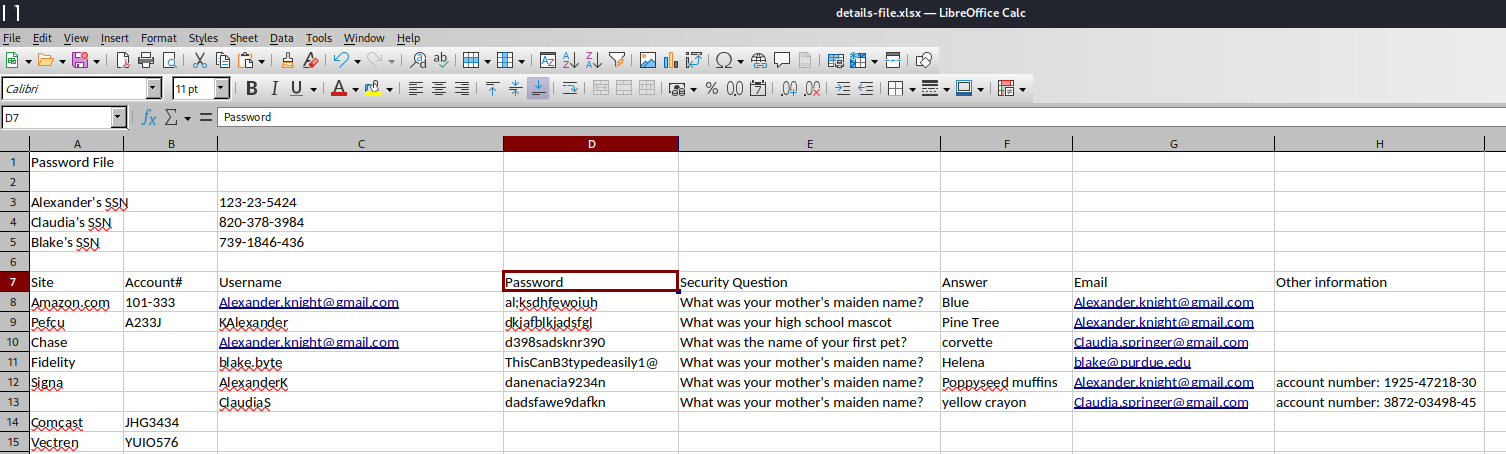 details-file.xlsx — LibreOffice Calc
File Edit View Insert Format Styles Sheet Data Tools Window Help
Calibri 11 pt B I U A % 0.0 7 .00 .00
D7 fx Σ = Password
A B C D E F G H
1 Password File
2
3 Alexander's SSN 123-23-5424
4 Claudia's SSN 820-378-3984
5 Blake's SSN 739-1846-436
6
7 Site Account# Username Password Security Question Answer Email Other information
8 Amazon.com 101-333 Alexander.knight@gmail.com al;ksdhfewoiuh What was your mother's maiden name? Blue Alexander.knight@gmail.com
9 Pefcu A233J KAlexander dkjafblkjadsfgl What was your high school mascot Pine Tree Alexander.knight@gmail.com
10 Chase Alexander.knight@gmail.com d398sadsknr390 What was the name of your first pet? corvette Claudia.springer@gmail.com
11 Fidelity blake.byte ThisCanB3typedeasily1@ What was your mother's maiden name? Helena blake@purdue.edu
12 Signa AlexanderK danenacia9234n What was your mother's maiden name? Poppyseed muffins Alexander.knight@gmail.com account number: 1925-47218-30
13 ClaudiaS dadsfawe9dafkn What was your mother's maiden name? yellow crayon Claudia.springer@gmail.com account number: 3872-03498-45
14 Comcast JHG3434
15 Vectren YUIO576